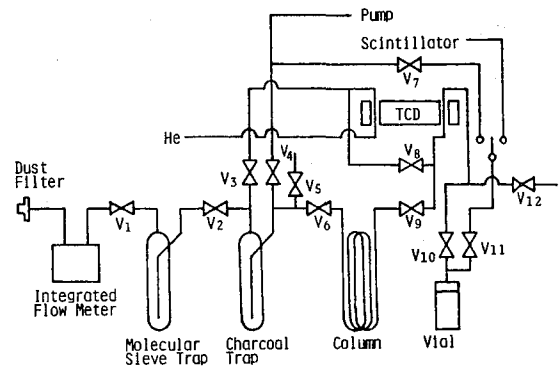 Pump
Scintillator
V7
TCD
He
V4
V8
V3
V5
Dust
Filter
V1
V2
V6
V9
V12
V10
V11
Integrated
Flow Meter
Molecular
Sieve Trap
Charcoal
Trap
Column
Vial